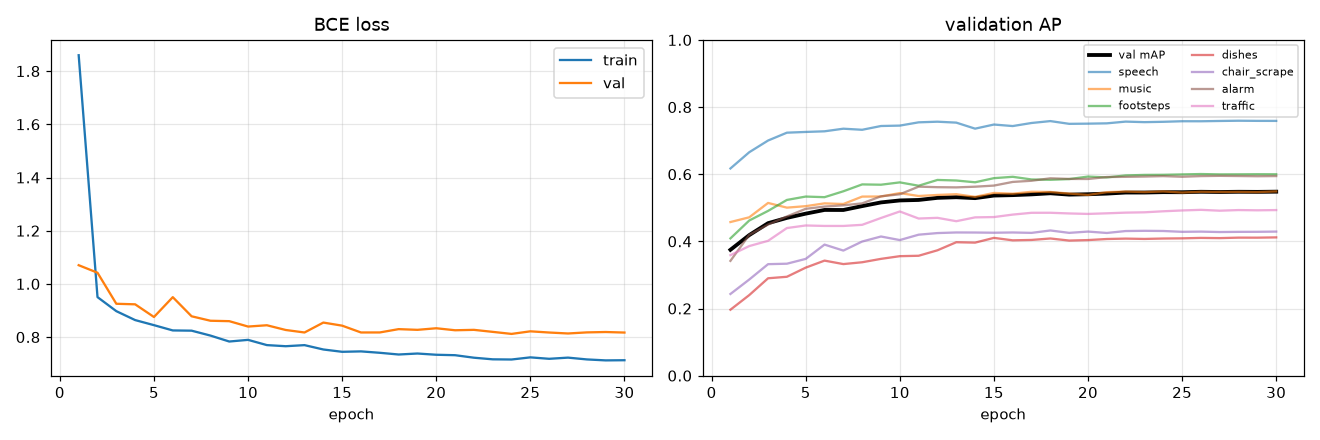 BCE loss
train
val
1.8
1.6
1.4
1.2
1.0
0.8
0 5 10 15 20 25 30
epoch
validation AP
val mAP
speech
music
footsteps
dishes
chair_scrape
alarm
traffic
1.0
0.8
0.6
0.4
0.2
0.0
0 5 10 15 20 25 30
epoch